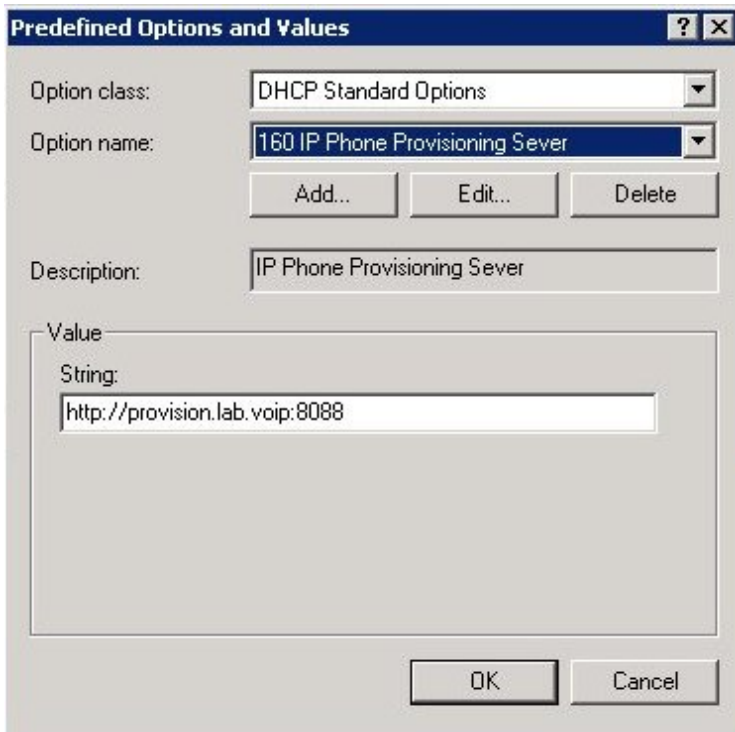 Predefined Options and Values
Option class: DHCP Standard Options
Option name: 160 IP Phone Provisioning Sever
Add... Edit... Delete
Description: IP Phone Provisioning Sever
Value
String:
http://provision.lab.voip:8088
OK Cancel